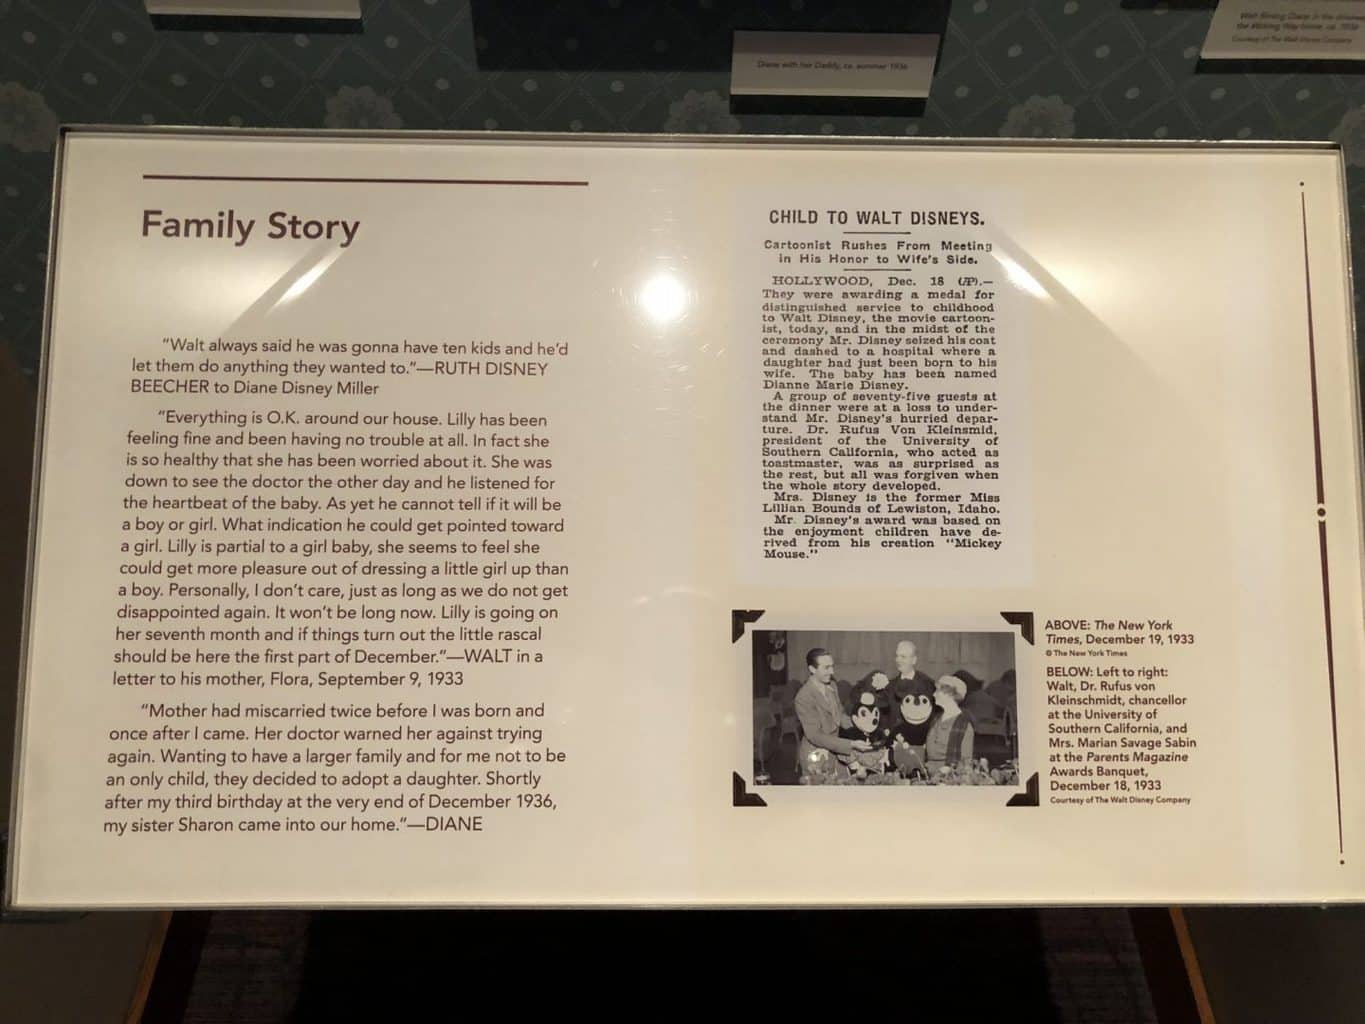 Diane with her Daddy, ca. summer 1936
the Disney Way home, ca. 1936
Courtesy of The Walt Disney Company
Family Story
“Walt always said he was gonna have ten kids and he’d
let them do anything they wanted to.”—RUTH DISNEY
BEECHER to Diane Disney Miller
“Everything is O.K. around our house. Lilly has been
feeling fine and been having no trouble at all. In fact she
is so healthy that she has been worried about it. She was
down to see the doctor the other day and he listened for
the heartbeat of the baby. As yet he cannot tell if it will be
a boy or girl. What indication he could get pointed toward
a girl. Lilly is partial to a girl baby, she seems to feel she
could get more pleasure out of dressing a little girl up than
a boy. Personally, I don’t care, just as long as we do not get
disappointed again. It won’t be long now. Lilly is going on
her seventh month and if things turn out the little rascal
should be here the first part of December.”—WALT in a
letter to his mother, Flora, September 9, 1933
“Mother had miscarried twice before I was born and
once after I came. Her doctor warned her against trying
again. Wanting to have a larger family and for me not to be
an only child, they decided to adopt a daughter. Shortly
after my third birthday at the very end of December 1936,
my sister Sharon came into our home.”—DIANE
CHILD TO WALT DISNEYS.
Cartoonist Rushes From Meeting
in His Honor to Wife's Side.
HOLLYWOOD, Dec. 18 (AP).—
They were awarding a medal for
distinguished service to childhood
to Walt Disney, the movie cartoon-
ist, today, and in the midst of the
ceremony Mr. Disney seized his coat
and dashed to a hospital where a
daughter had just been born to his
wife. The baby has been named
Dianne Marie Disney.
A group of seventy-five guests at
the dinner were at a loss to under-
stand Mr. Disney's hurried depar-
ture. Dr. Rufus Von Kleinsmid,
president of the University of
Southern California, who acted as
toastmaster, was as surprised as
the rest, but all was forgiven when
the whole story developed.
Mrs. Disney is the former Miss
Lillian Bounds of Lewiston, Idaho.
Mr. Disney's award was based on
the enjoyment children have de-
rived from his creation "Mickey
Mouse."
ABOVE: The New York
Times, December 19, 1933
© The New York Times
BELOW: Left to right:
Walt, Dr. Rufus von
Kleinschmidt, chancellor
at the University of
Southern California, and
Mrs. Marian Savage Sabin
at the Parents Magazine
Awards Banquet,
December 18, 1933
Courtesy of The Walt Disney Company